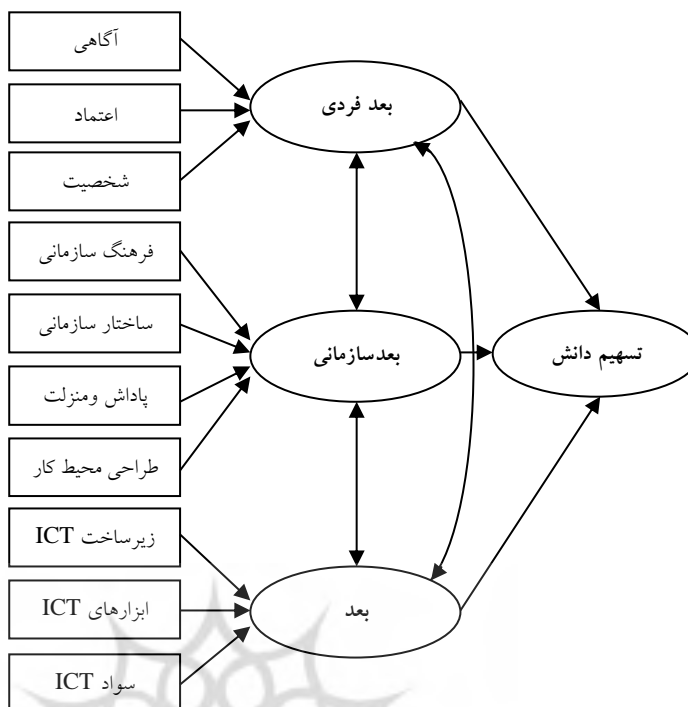 آگاهی
اعتماد
شخصیت
فرهنگ سازمانی
ساختار سازمانی
پاداش ومنزلت
طراحی محیط کار
زیرساخت ICT
ابزارهای ICT
سواد ICT
بعد فردی
بعدسازمانی
بعد
تسهیم دانش